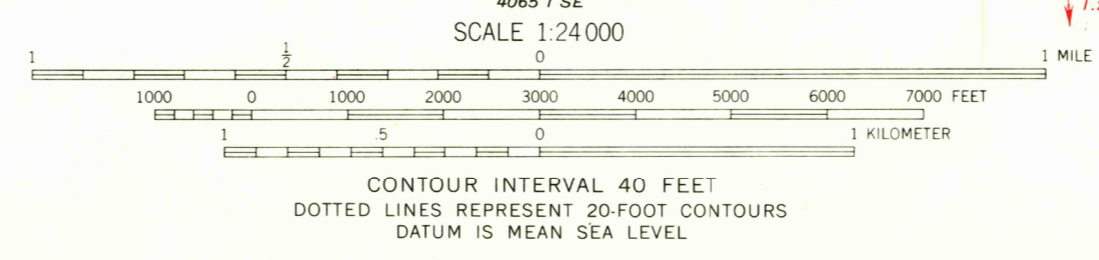 4065 I SE
SCALE 1:24 000
1 ½ 0 1 MILE
1000 0 1000 2000 3000 4000 5000 6000 7000 FEET
1 .5 0 1 KILOMETER
CONTOUR INTERVAL 40 FEET
DOTTED LINES REPRESENT 20-FOOT CONTOURS
DATUM IS MEAN SEA LEVEL